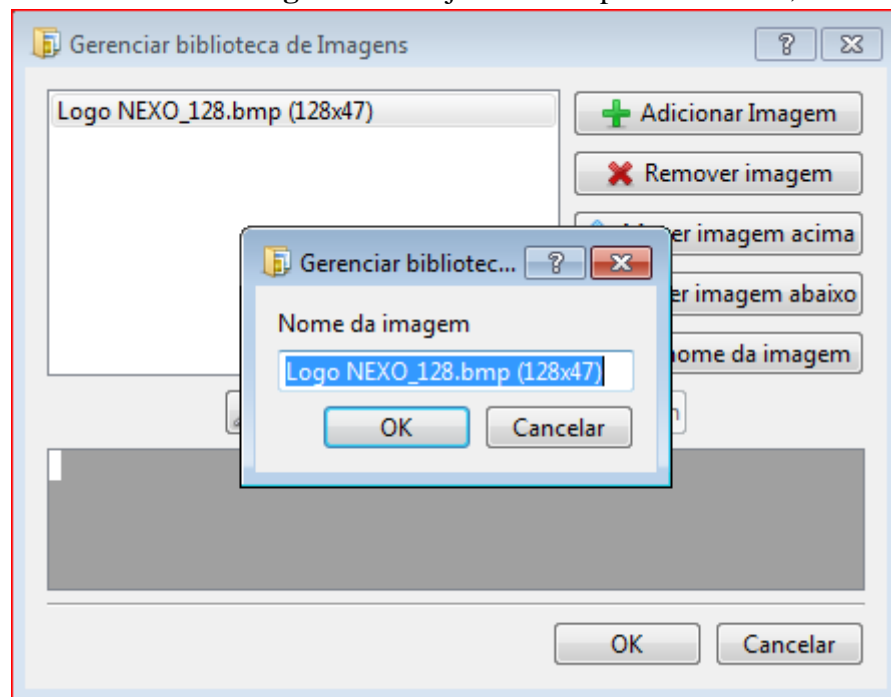 Gerenciar biblioteca de Imagens
Logo NEXO_128.bmp (128x47)
Adicionar Imagem
Remover imagem
er imagem acima
Gerenciar bibliotec...
er imagem abaixo
Nome da imagem
nome da imagem
Logo NEXO_128.bmp (128x47)
OK
Cancelar
OK
Cancelar